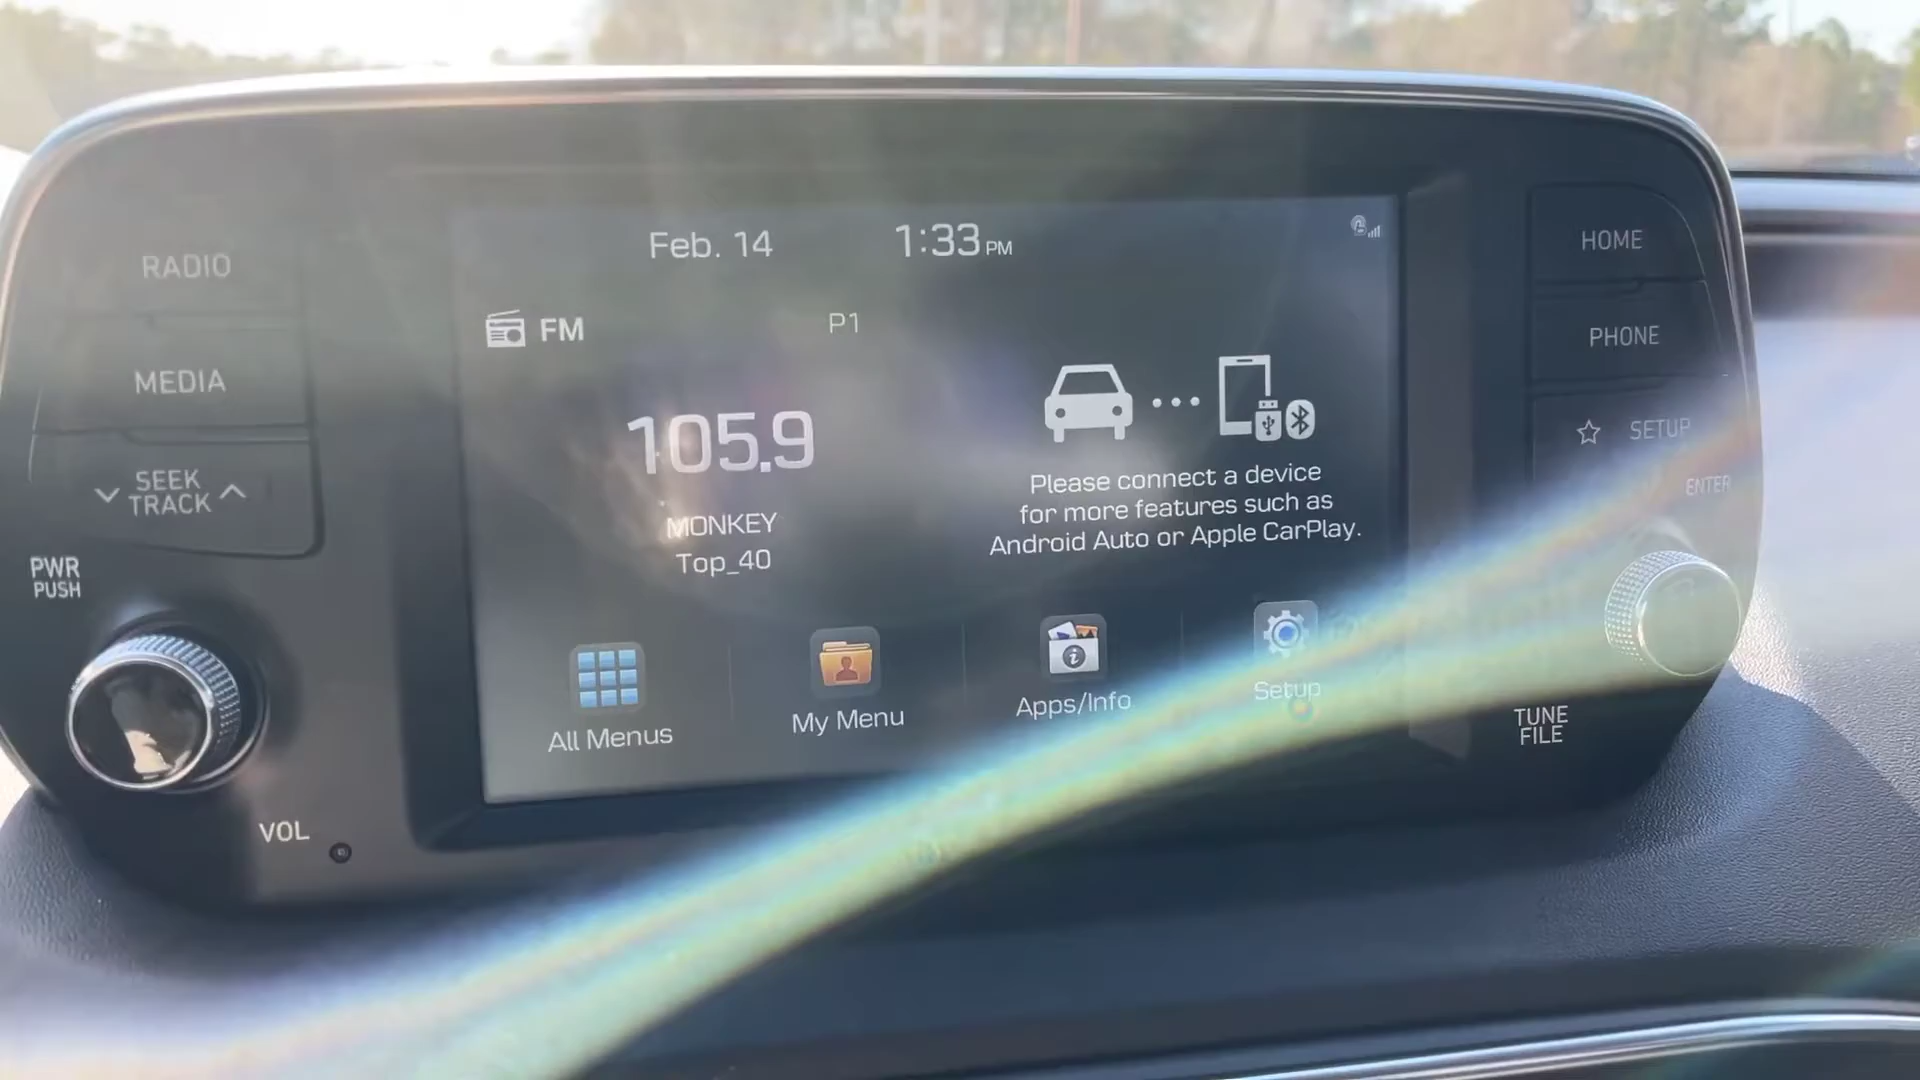 Feb. 14 1:33 PM
RADIO
HOME
FM P1
PHONE
MEDIA
105.9
SETUP
SEEK
TRACK
Please connect a device
for more features such as
Android Auto or Apple CarPlay.
ENTER
MONKEY
Top_40
PWR
PUSH
All Menus
My Menu
Apps/Info
Setup
TUNE
FILE
VOL